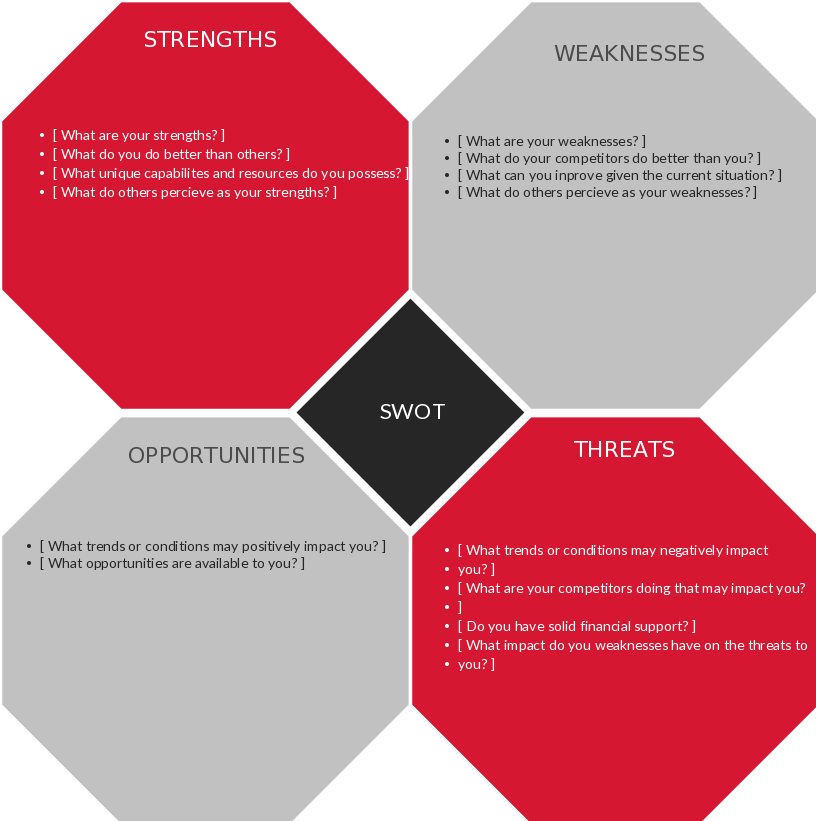 STRENGTHS
• [ What are your strengths? ]
• [ What do you do better than others? ]
• [ What unique capabilites and resources do you possess? ]
• [ What do others percieve as your strengths? ]
WEAKNESSES
• [ What are your weaknesses? ]
• [ What do your competitors do better than you? ]
• [ What can you inprove given the current situation? ]
• [ What do others percieve as your weaknesses? ]
SWOT
OPPORTUNITIES
• [ What trends or conditions may positively impact you? ]
• [ What opportunities are available to you? ]
THREATS
• [ What trends or conditions may negatively impact
• you? ]
• [ What are your competitors doing that may impact you?
• ]
• [ Do you have solid financial support? ]
• [ What impact do you weaknesses have on the threats to
• you? ]